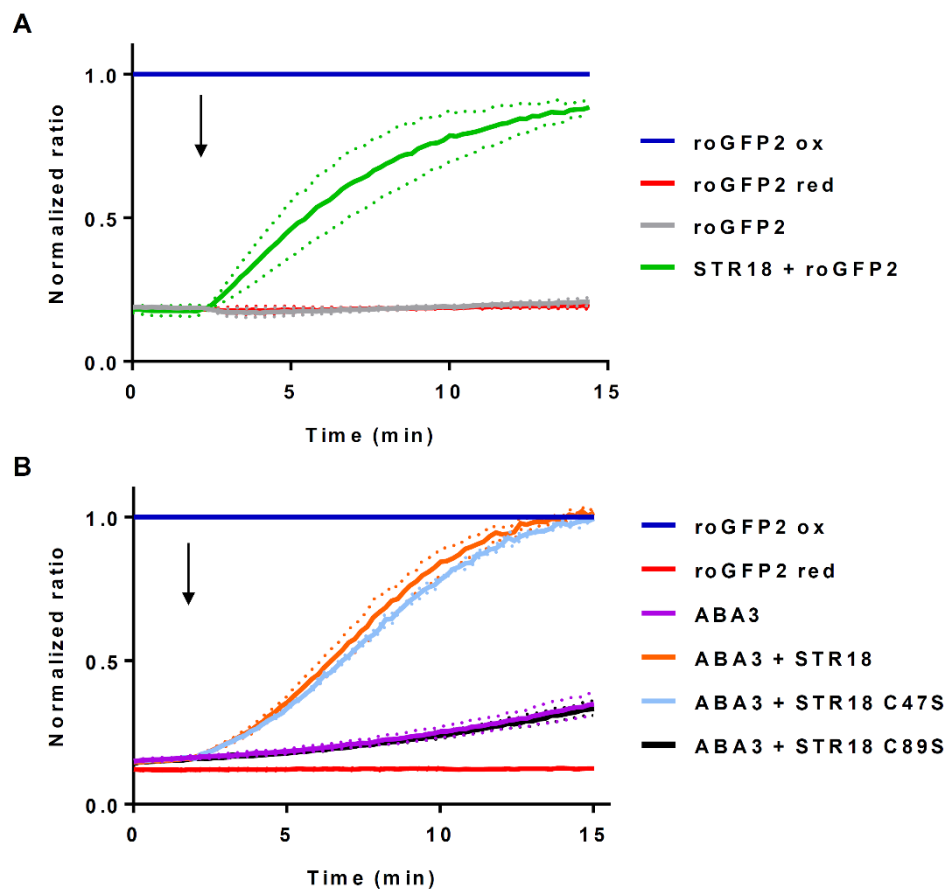 A
Normalized ratio
1.0
0.5
0.0
0
5
10
15
Time (min)
roGFP2 ox
roGFP2 red
roGFP2
STR18 + roGFP2
B
Normalized ratio
1.0
0.5
0.0
0
5
10
15
Time (min)
roGFP2 ox
roGFP2 red
ABA3
ABA3 + STR18
ABA3 + STR18 C47S
ABA3 + STR18 C89S